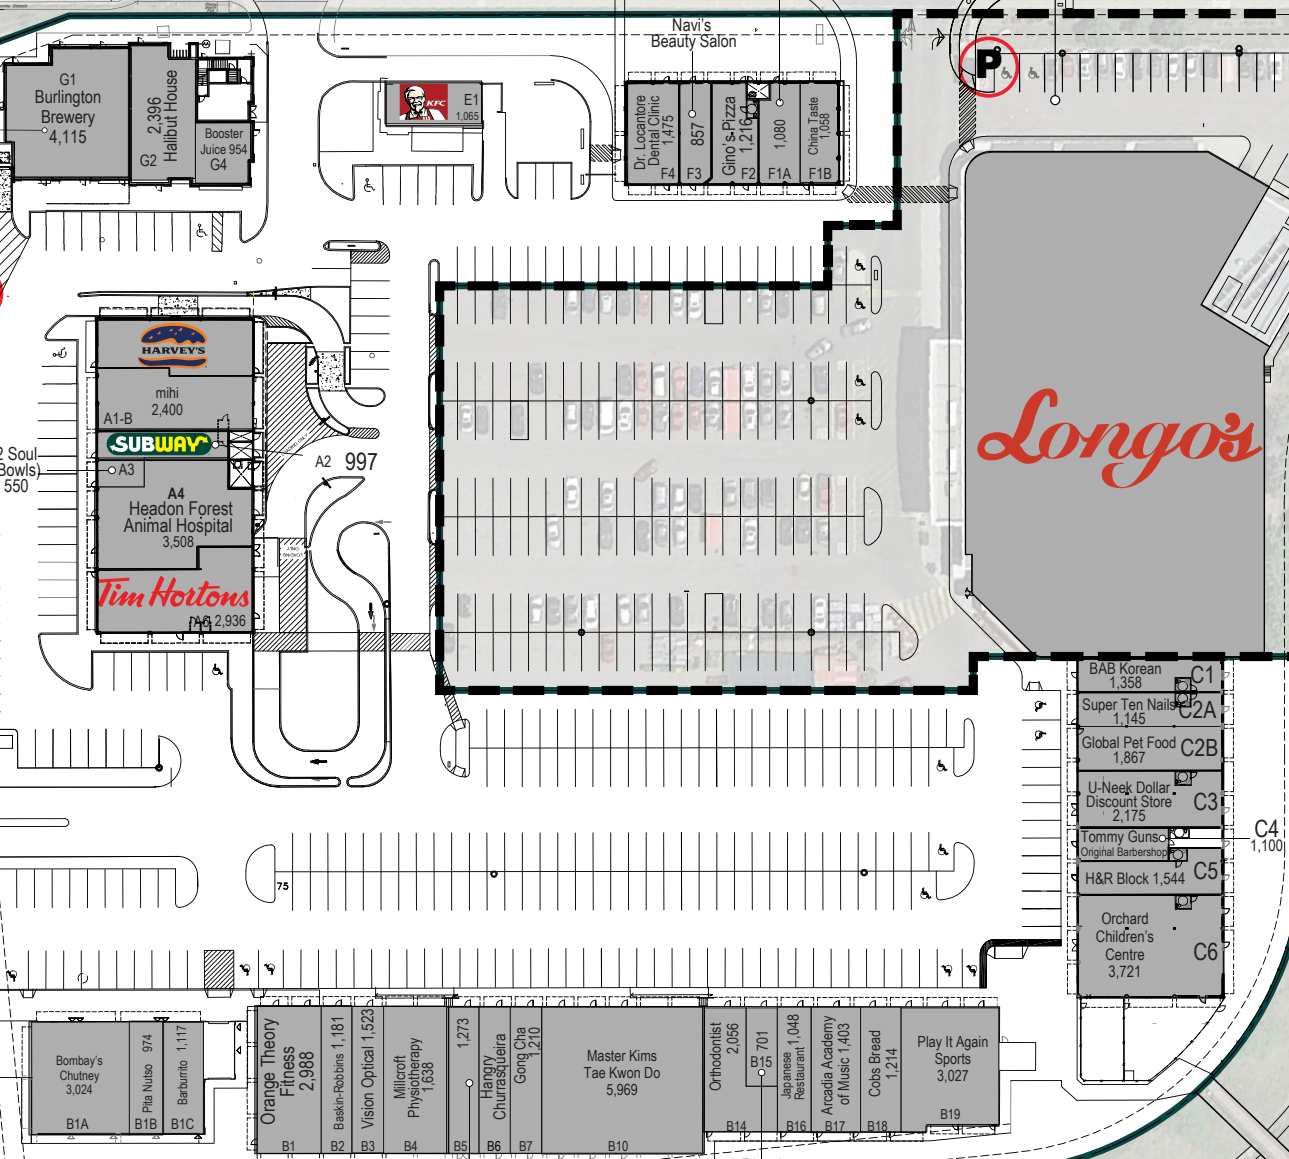 Navi's
Beauty Salon
P
G1
Burlington
Brewery
4,115
2,396
Halibut House
G2
Booster
Juice 954
G4
KFC
E1
1,065
Dr. Locantore
Dental Clinic
1,475
F4
857
F3
Gino's Pizza
1,216
F2
1,080
F1A
China Taste
1,058
F1B
HARVEY'S
mihi
2,400
A1-B
SUBWAY
A2 997
2 Soul
Bowls)
550
A3
A4
Headon Forest
Animal Hospital
3,508
LOADING
ONLY
Tim Hortons
A6 2,936
Longo's
BAB Korean
1,358
C1
Super Ten Nails
1,145
C2A
Global Pet Food
1,867
C2B
U-Neek Dollar
Discount Store
2,175
C3
Tommy Guns
Original Barbershop
C4
1,100
H&R Block 1,544
C5
Orchard
Children's
Centre
3,721
C6
75
Bombay's
Chutney
3,024
B1A
Pita Nutso 974
B1B
Barburrito 1,117
B1C
Orange Theory
Fitness
2,988
B1
Baskin-Robbins 1,181
B2
Vision Optical 1,523
B3
Millcroft
Physiotherapy
1,638
B4
1,273
B5
Hangry
Churrasqueira
B6
Gong Cha
1,210
B7
Master Kims
Tae Kwon Do
5,969
B10
Orthodontist
2,056
B14
701
B15
Japanese
Restaurant 1,048
B16
Arcadia Academy
of Music 1,403
B17
Cobs Bread
1,214
B18
Play It Again
Sports
3,027
B19